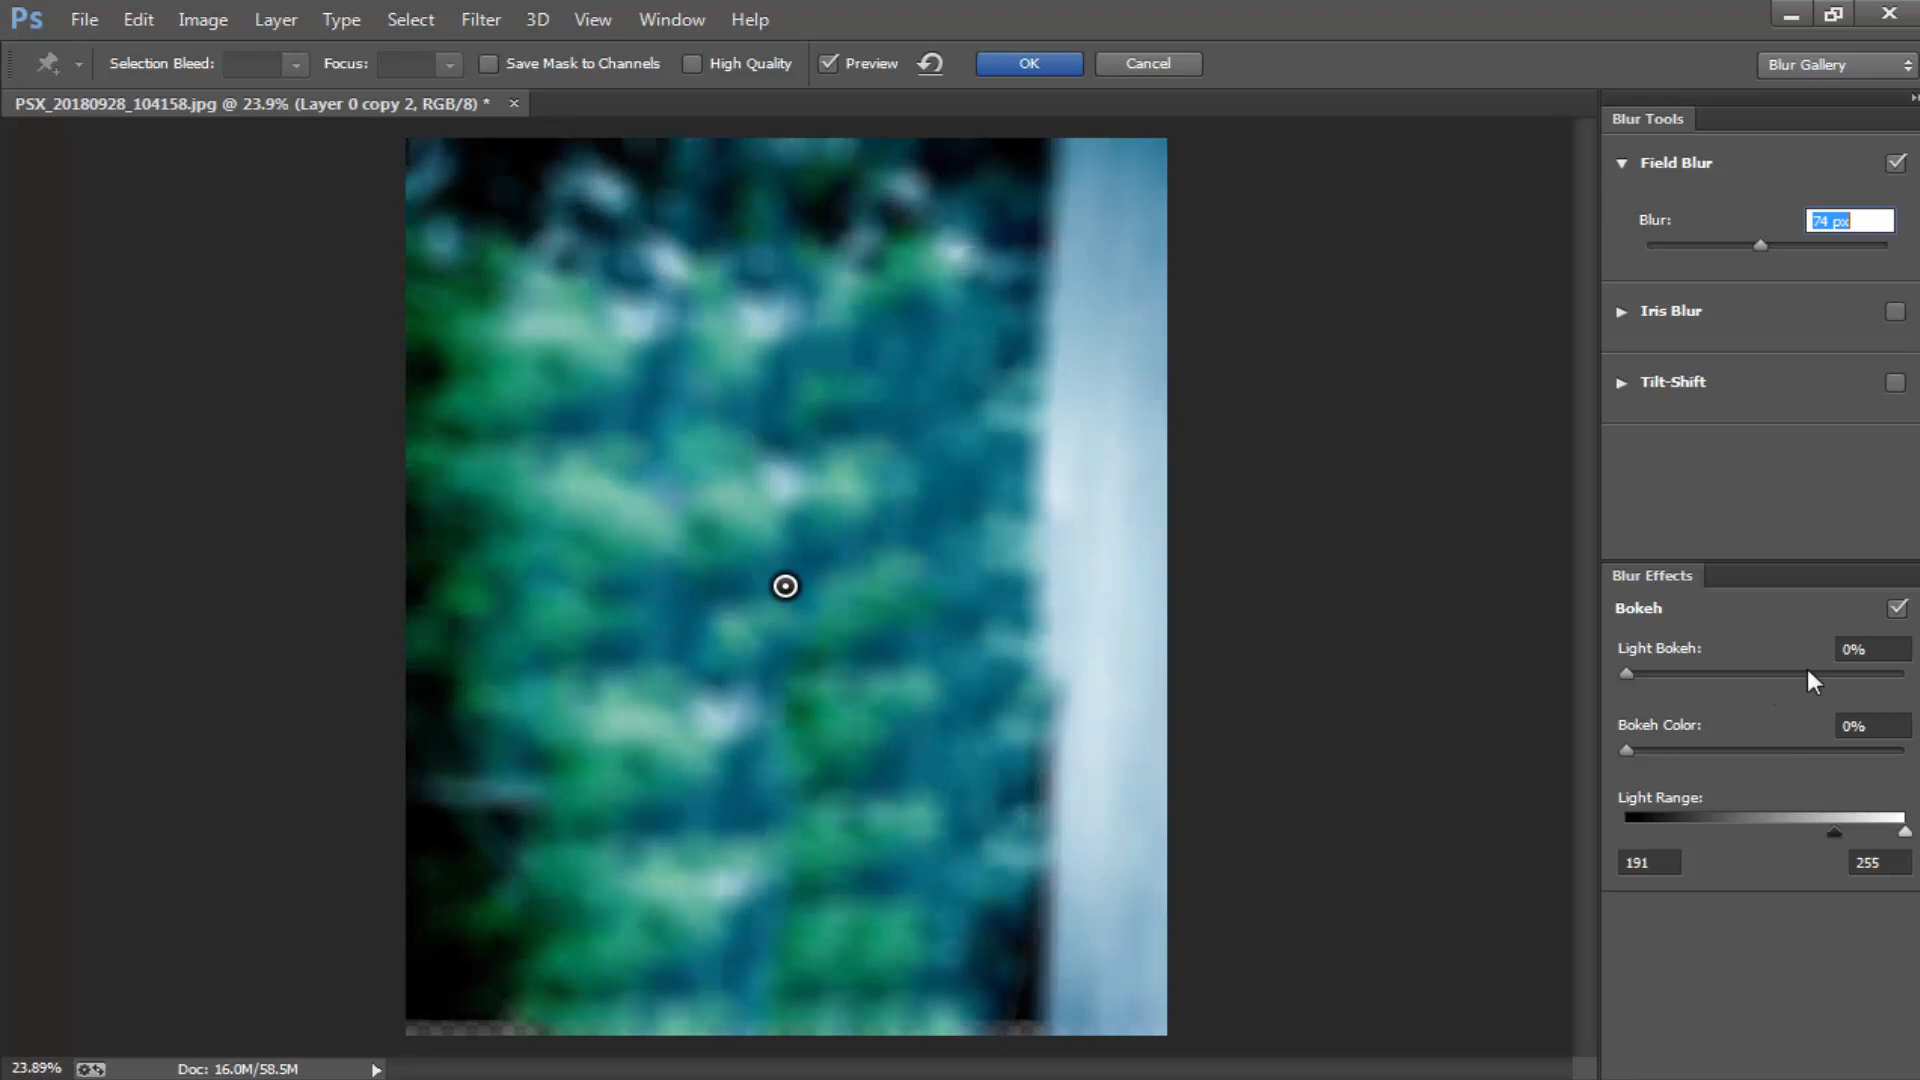 Ps File Edit Image Layer Type Select Filter 3D View Window Help
Selection Bleed: Focus: Save Mask to Channels High Quality Preview OK Cancel Blur Gallery
PSX_20180928_104158.jpg @ 23.9% (Layer 0 copy 2, RGB/8) * ×
Blur Tools
Field Blur
Blur: 74 px
Iris Blur
Tilt-Shift
Blur Effects
Bokeh
Light Bokeh: 0%
Bokeh Color: 0%
Light Range:
191 255
23.89% Doc: 16.0M/58.5M